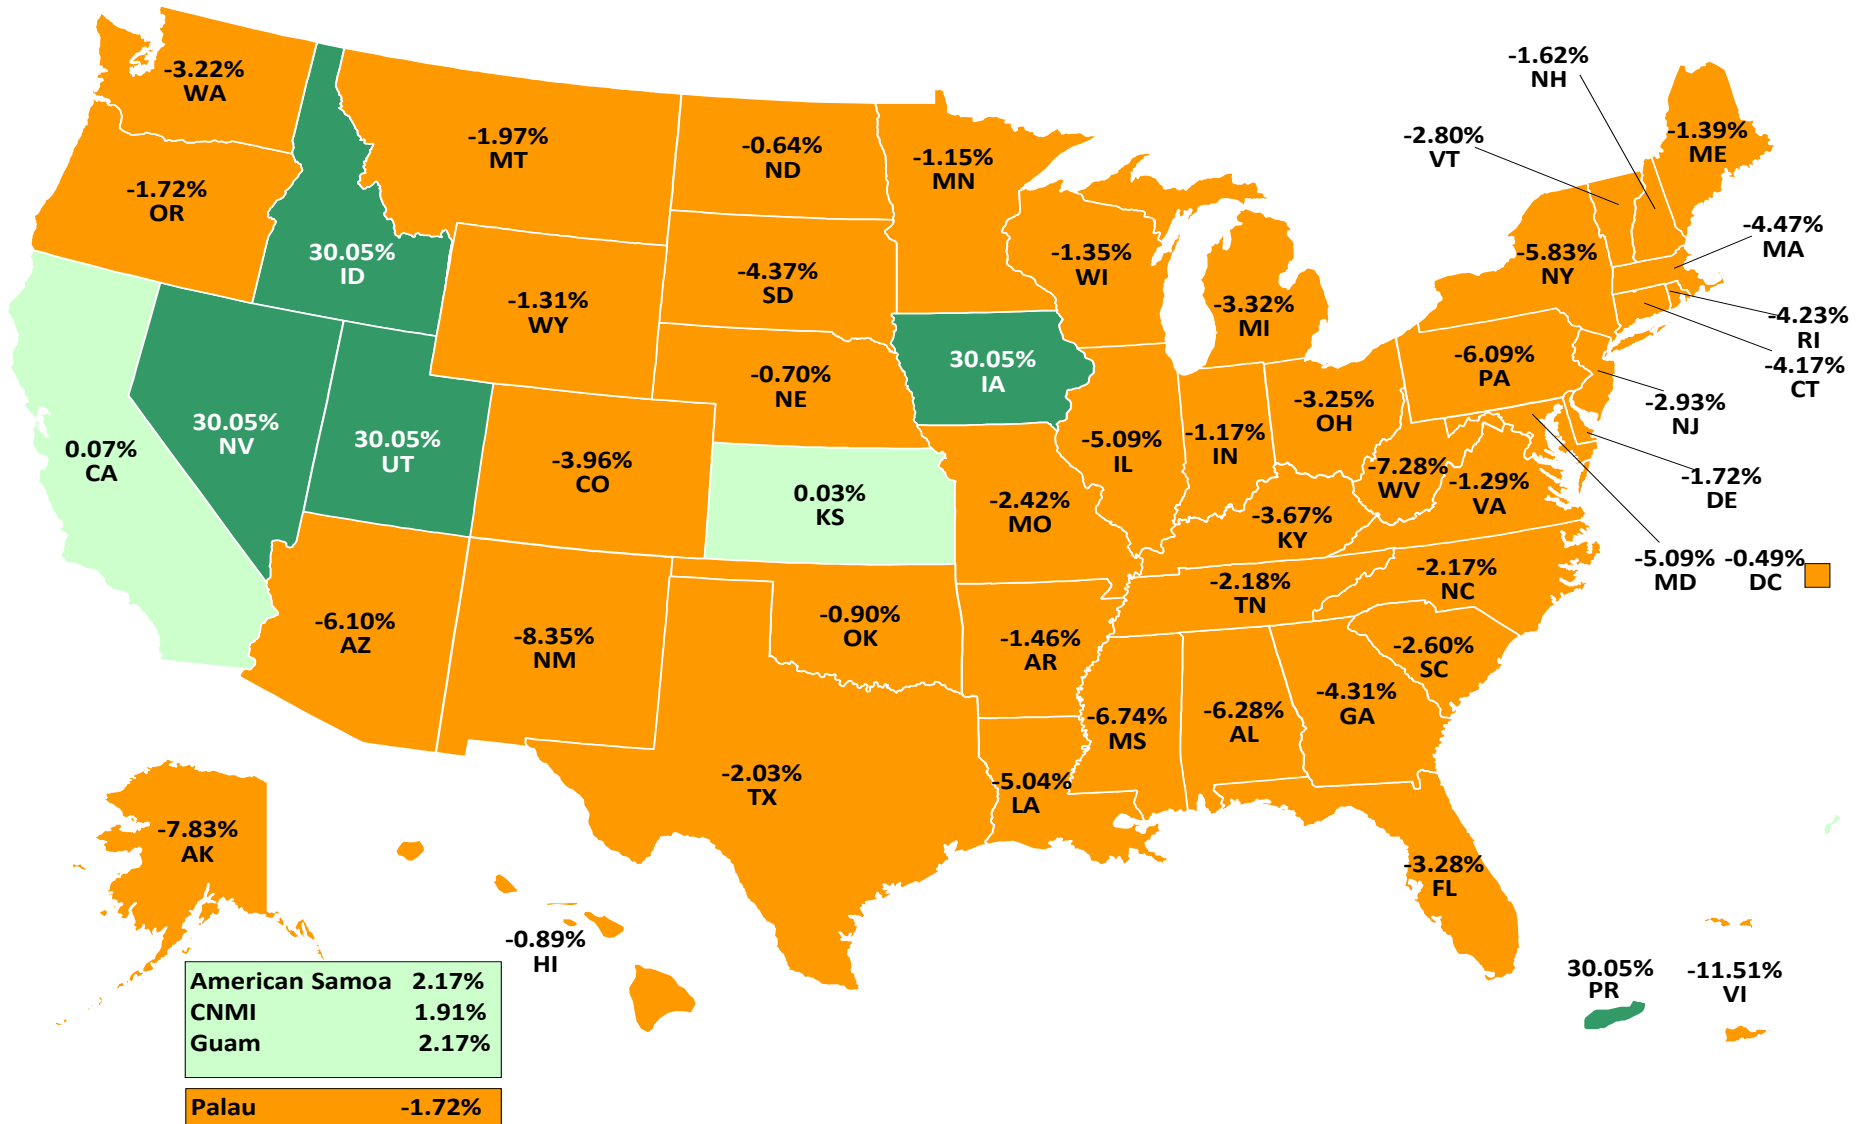 -3.22%
WA
-1.72%
OR
-1.97%
MT
30.05%
ID
-0.64%
ND
-1.15%
MN
-4.37%
SD
-1.31%
WY
-0.70%
NE
-1.35%
WI
-3.32%
MI
30.05%
IA
0.07%
CA
30.05%
NV
30.05%
UT
-3.96%
CO
0.03%
KS
-2.42%
MO
-5.09%
IL
-1.17%
IN
-3.25%
OH
-7.28%
WV
-1.29%
VA
-3.67%
KY
-2.18%
TN
-2.17%
NC
-2.60%
SC
-6.10%
AZ
-8.35%
NM
-0.90%
OK
-1.46%
AR
-2.03%
TX
-5.04%
LA
-6.74%
MS
-6.28%
AL
-4.31%
GA
-3.28%
FL
-1.62%
NH
-2.80%
VT
-1.39%
ME
-4.47%
MA
-5.83%
NY
-4.23%
RI
-4.17%
CT
-6.09%
PA
-2.93%
NJ
-1.72%
DE
-5.09%
MD
-0.49%
DC
-7.83%
AK
-0.89%
HI
30.05%
PR
-11.51%
VI
American Samoa 2.17%
CNMI 1.91%
Guam 2.17%
Palau -1.72%